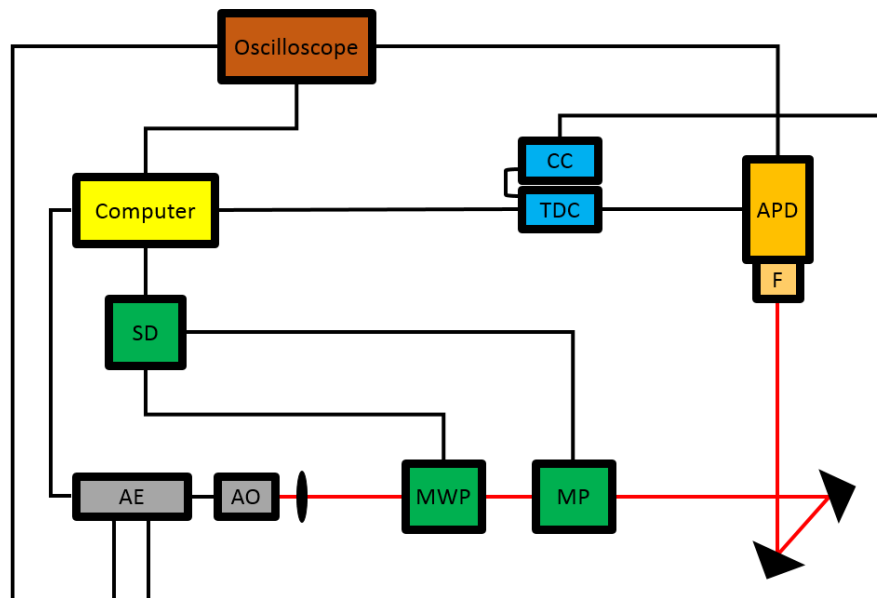 Oscilloscope
CC
Computer
TDC
APD
F
SD
AE
AO
MWP
MP